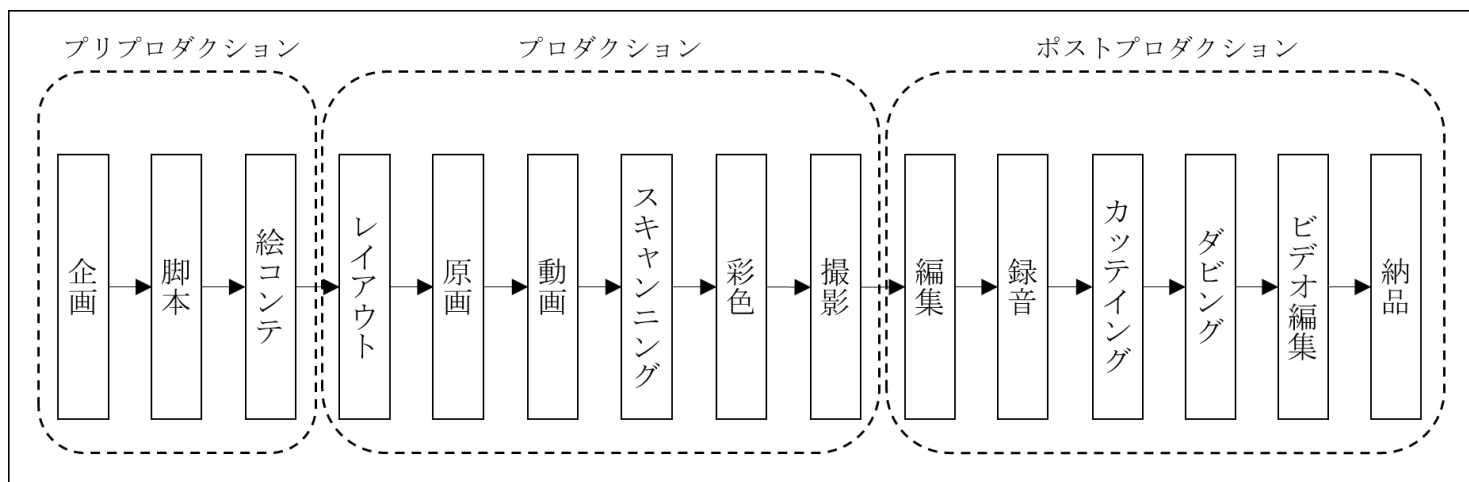 プリプロダクション
プロダクション
ポストプロダクション
企画
脚本
絵コンテ
レイアウト
原画
動画
スキャンニング
彩色
撮影
編集
録音
カッテイング
ダビング
ビデオ編集
納品